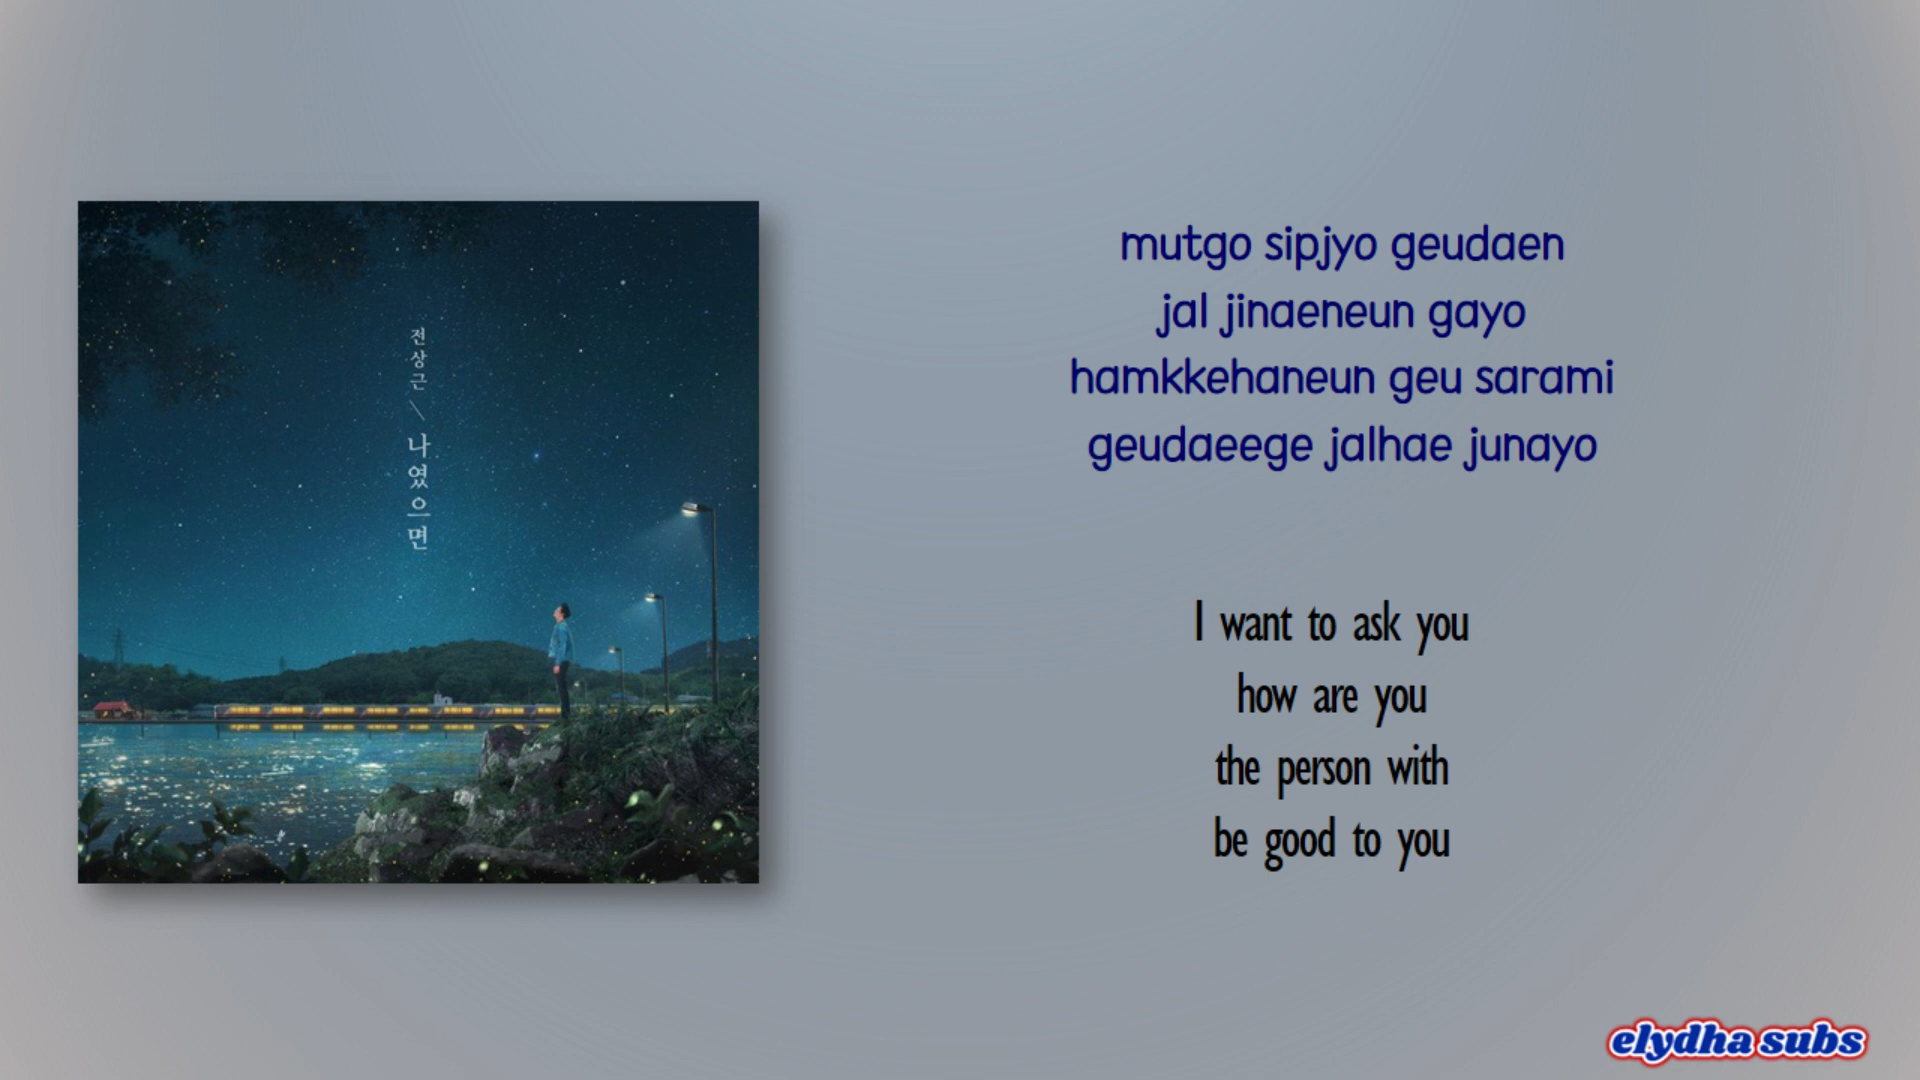 전상근 \ 나였으면
mutgo sipjyo geudaen
jal jinaeneun gayo
hamkkehaneun geu sarami
geudaeege jalhae junayo
I want to ask you
how are you
the person with
be good to you
elydha subs